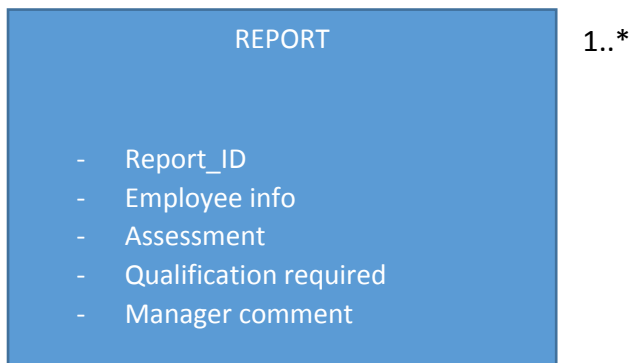 REPORT 1..*
- Report_ID
- Employee info
- Assessment
- Qualification required
- Manager comment